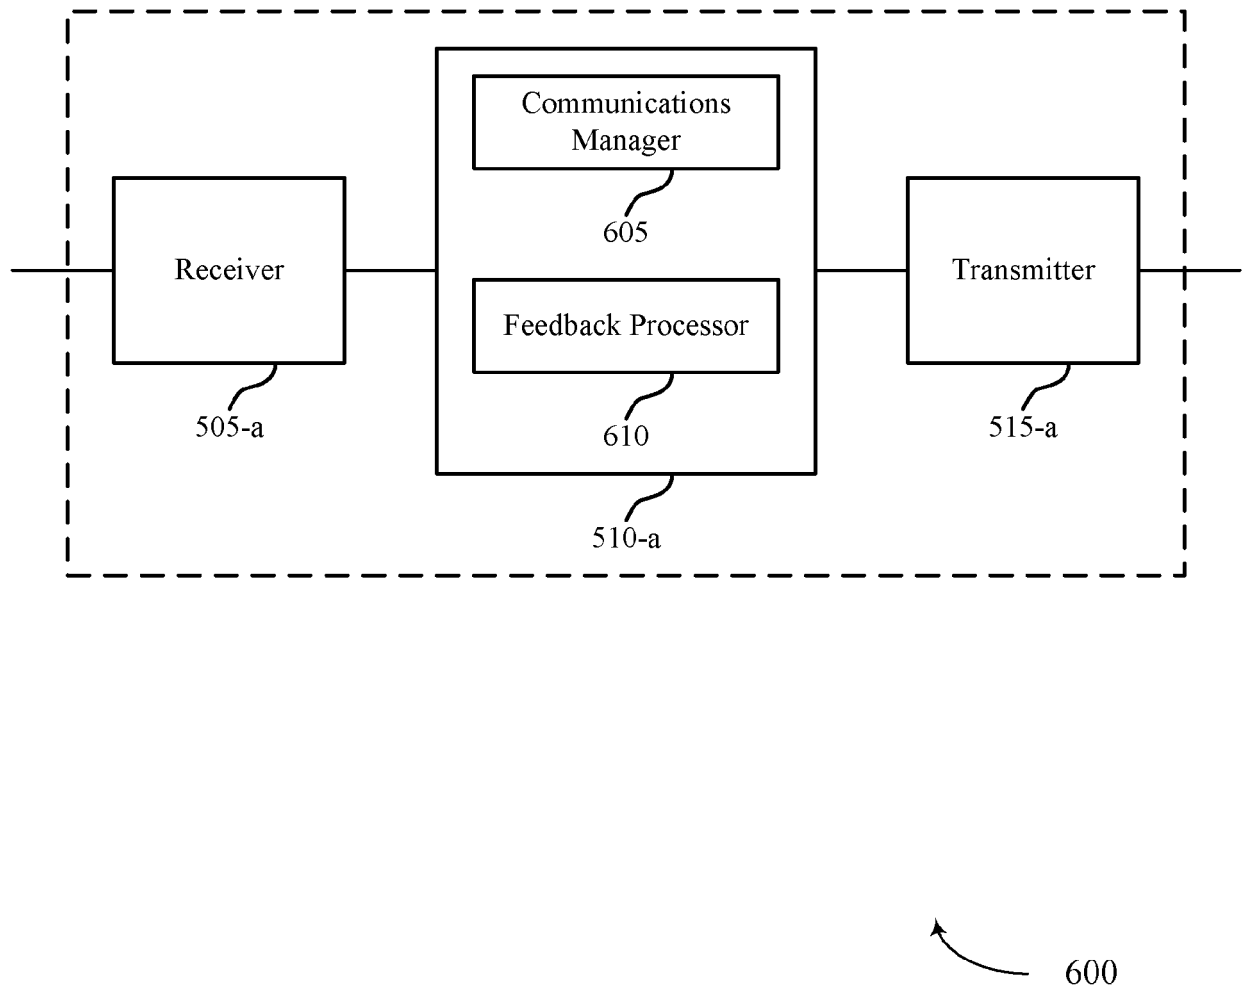 Communications
Manager
605
Receiver
505-a
Feedback Processor
610
510-a
Transmitter
515-a
600